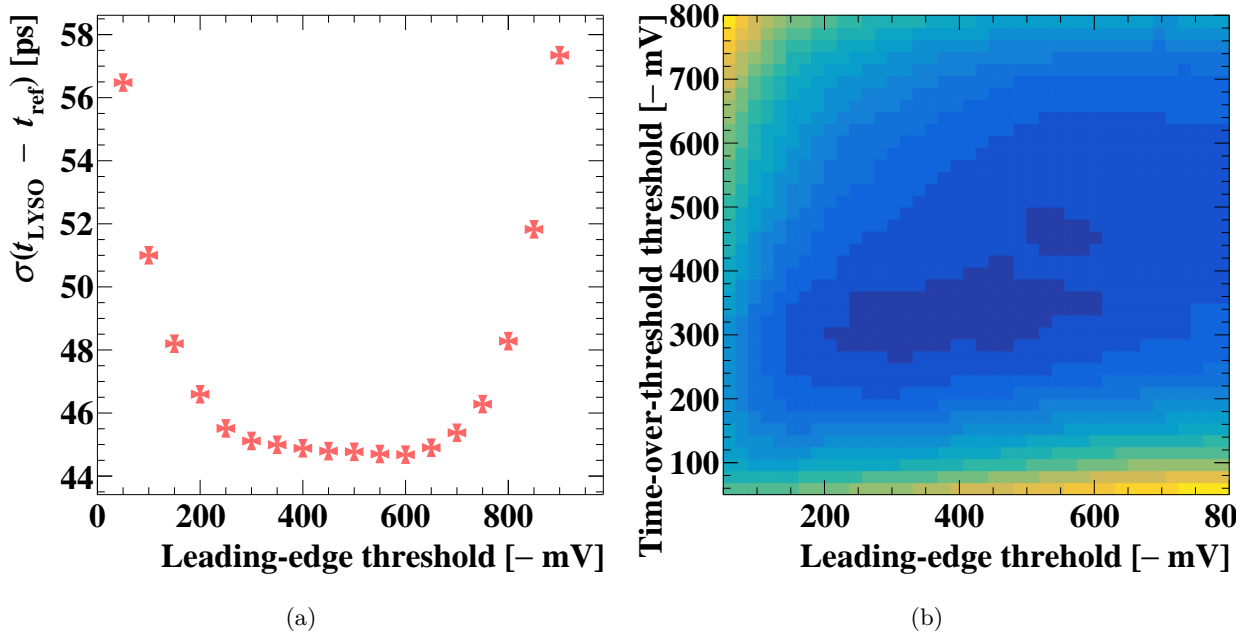 σ(t_LYSO − t_ref) [ps]
58
56
54
52
50
48
46
44
0 200 400 600 800
Leading-edge threshold [− mV]
(a)
Time-over-threshold threshold [− mV]
800
700
600
500
400
300
200
100
200 400 600 80
Leading-edge threhold [− mV]
(b)